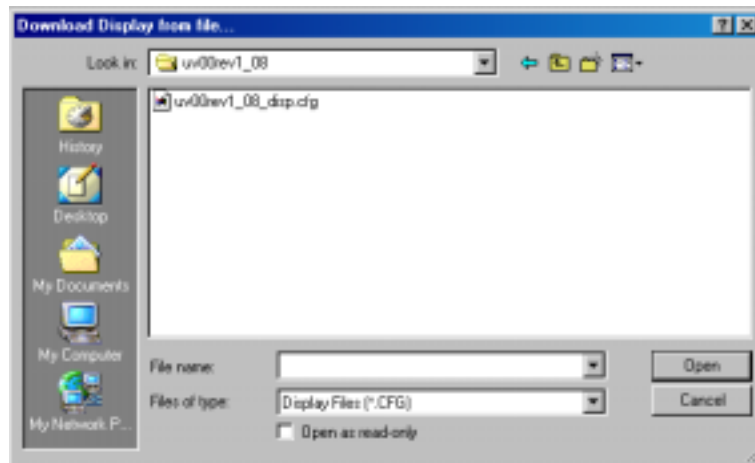 Download Display from file...
Look in: uv00rev1_08
uv00rev1_08_disp.cfg
History
Desktop
My Documents
My Computer
My Network P...
File name:
Open
Files of type: Display Files (*.CFG)
Cancel
Open as read-only